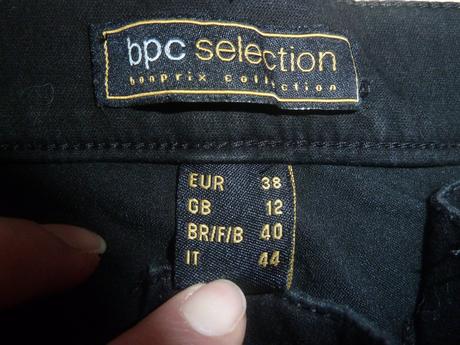 bpc selection
bonprix collection
EUR 38
GB 12
BR/F/B 40
IT 44